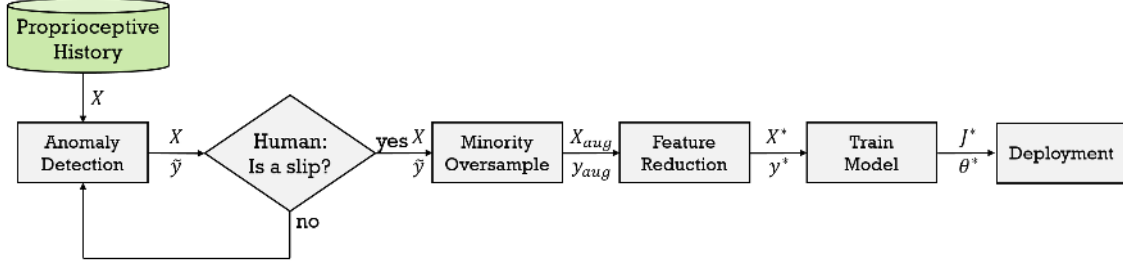 Proprioceptive
History
X
Anomaly
Detection
X
ỹ
Human:
Is a slip?
yes
no
X
ỹ
Minority
Oversample
X_aug
y_aug
Feature
Reduction
X*
y*
Train
Model
J*
θ*
Deployment